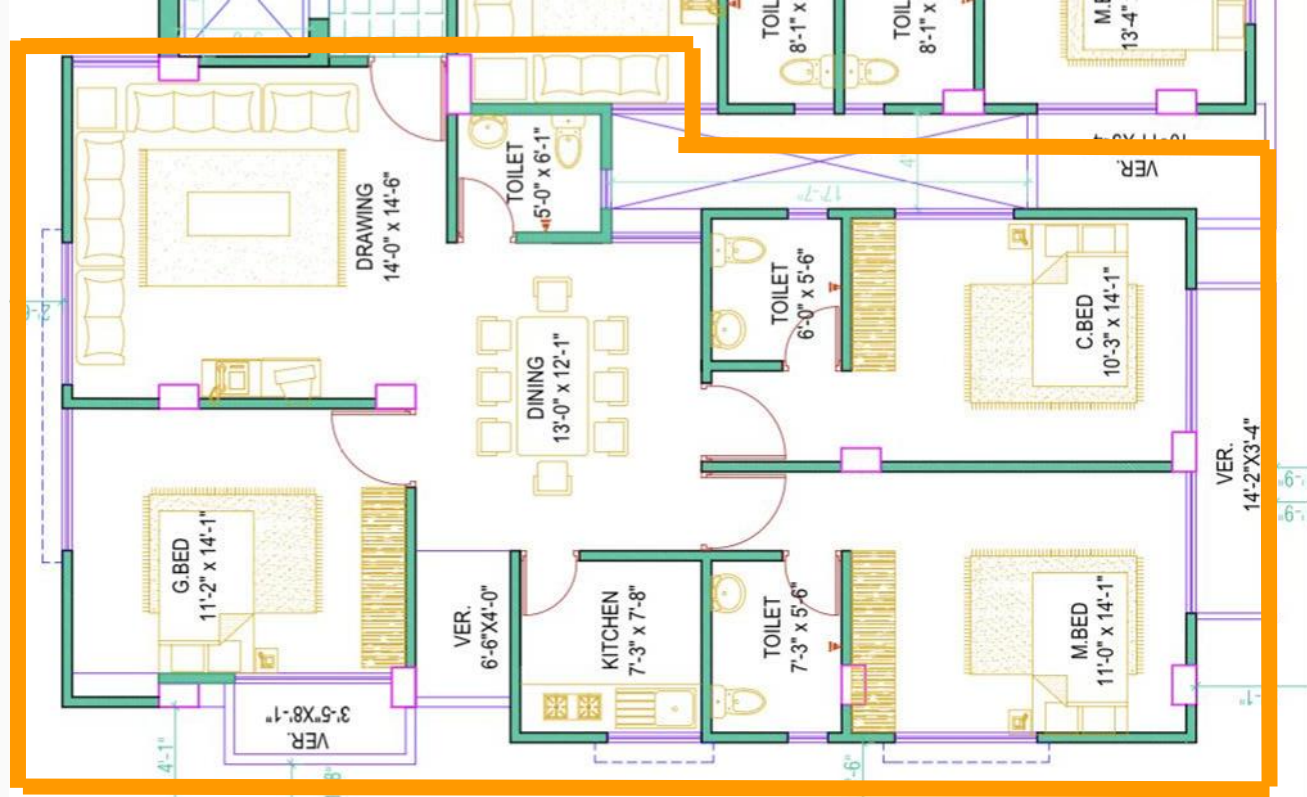 TOIL
8'-1" x
TOIL
8'-1" x
M.B
13'-4"
VER.
TOILET
5'-0" x 6'-1"
17'-7"
DRAWING
14'-0" x 14'-6"
TOILET
6'-0" x 5'-6"
C.BED
10'-3" x 14'-1"
DINING
13'-0" x 12'-1"
VER.
14'-2"X3'-4"
G.BED
11'-2" x 14'-1"
VER.
6'-6"X4'-0"
KITCHEN
7'-3" x 7'-8"
TOILET
7'-3" x 5'-6"
M.BED
11'-0" x 14'-1"
3'-5"X8'-1"
VER.
4'-1"